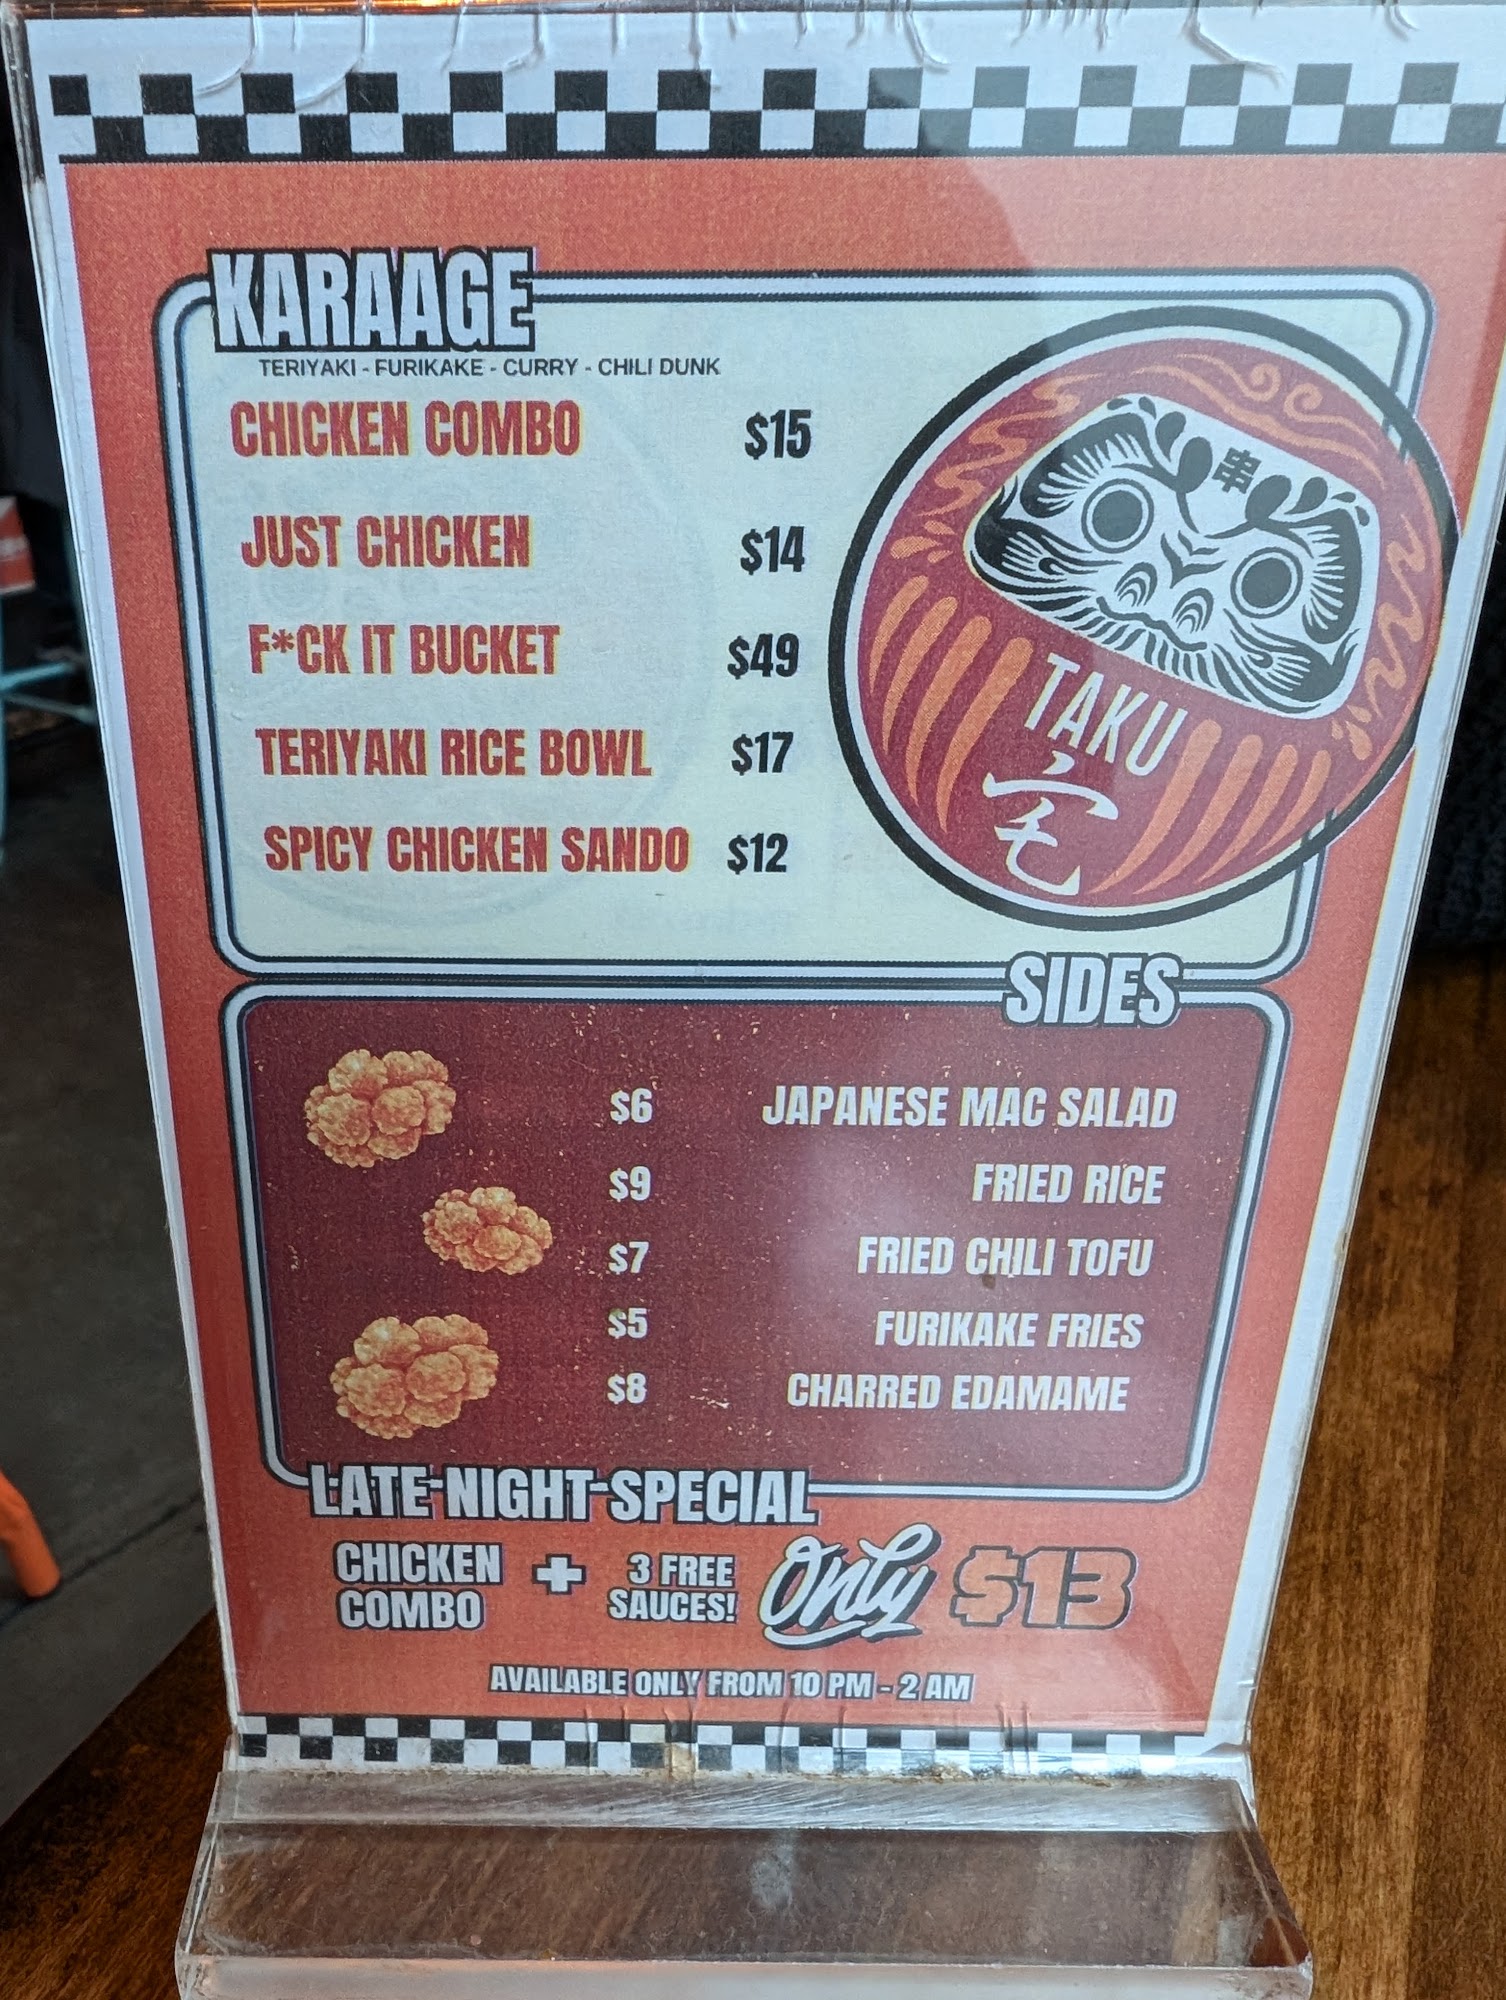 KARAAGE
TERIYAKI - FURIKAKE - CURRY - CHILI DUNK
CHICKEN COMBO $15
JUST CHICKEN $14
F*CK IT BUCKET $49
TERIYAKI RICE BOWL $17
SPICY CHICKEN SANDO $12
串
TAKU
宅
SIDES
$6 JAPANESE MAC SALAD
$9 FRIED RICE
$7 FRIED CHILI TOFU
$5 FURIKAKE FRIES
$8 CHARRED EDAMAME
LATE-NIGHT-SPECIAL
CHICKEN COMBO + 3 FREE SAUCES! Only $13
AVAILABLE ONLY FROM 10 PM - 2 AM